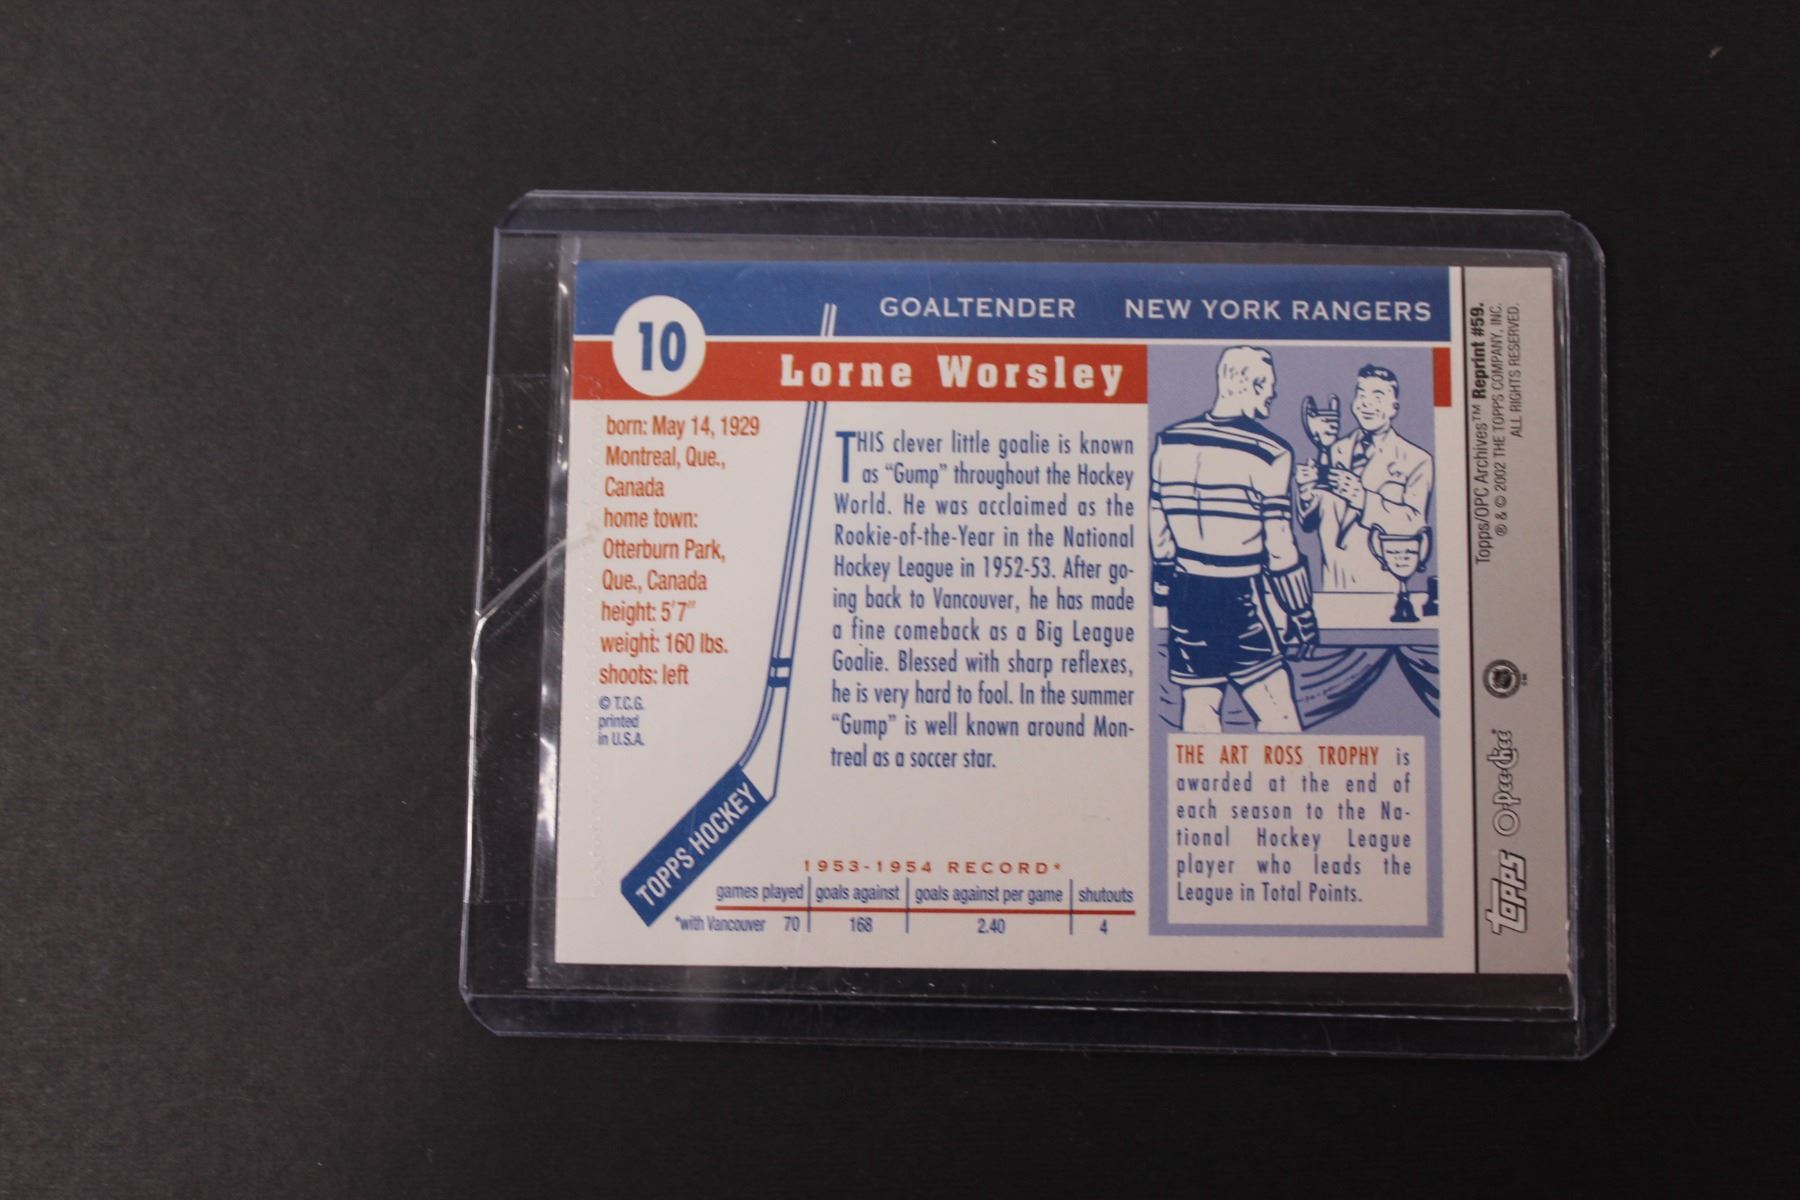 10
GOALTENDER NEW YORK RANGERS
Lorne Worsley
born: May 14, 1929
Montreal, Que.,
Canada
home town:
Otterburn Park,
Que., Canada
height: 5'7"
weight: 160 lbs.
shoots: left
© T.C.G.
printed
in U.S.A.
TOPPS HOCKEY
THIS clever little goalie is known
as "Gump" throughout the Hockey
World. He was acclaimed as the
Rookie-of-the-Year in the National
Hockey League in 1952-53. After go-
ing back to Vancouver, he has made
a fine comeback as a Big League
Goalie. Blessed with sharp reflexes,
he is very hard to fool. In the summer
"Gump" is well known around Mon-
treal as a soccer star.
1953-1954 RECORD*
games played goals against goals against per game shutouts
*with Vancouver 70 168 2.40 4
THE ART ROSS TROPHY is
awarded at the end of
each season to the Na-
tional Hockey League
player who leads the
League in Total Points.
Topps/OPC Archives™ Reprint #59.
® & © 2002 THE TOPPS COMPANY, INC.
ALL RIGHTS RESERVED.
Topps O-Pee-Chee
NHL